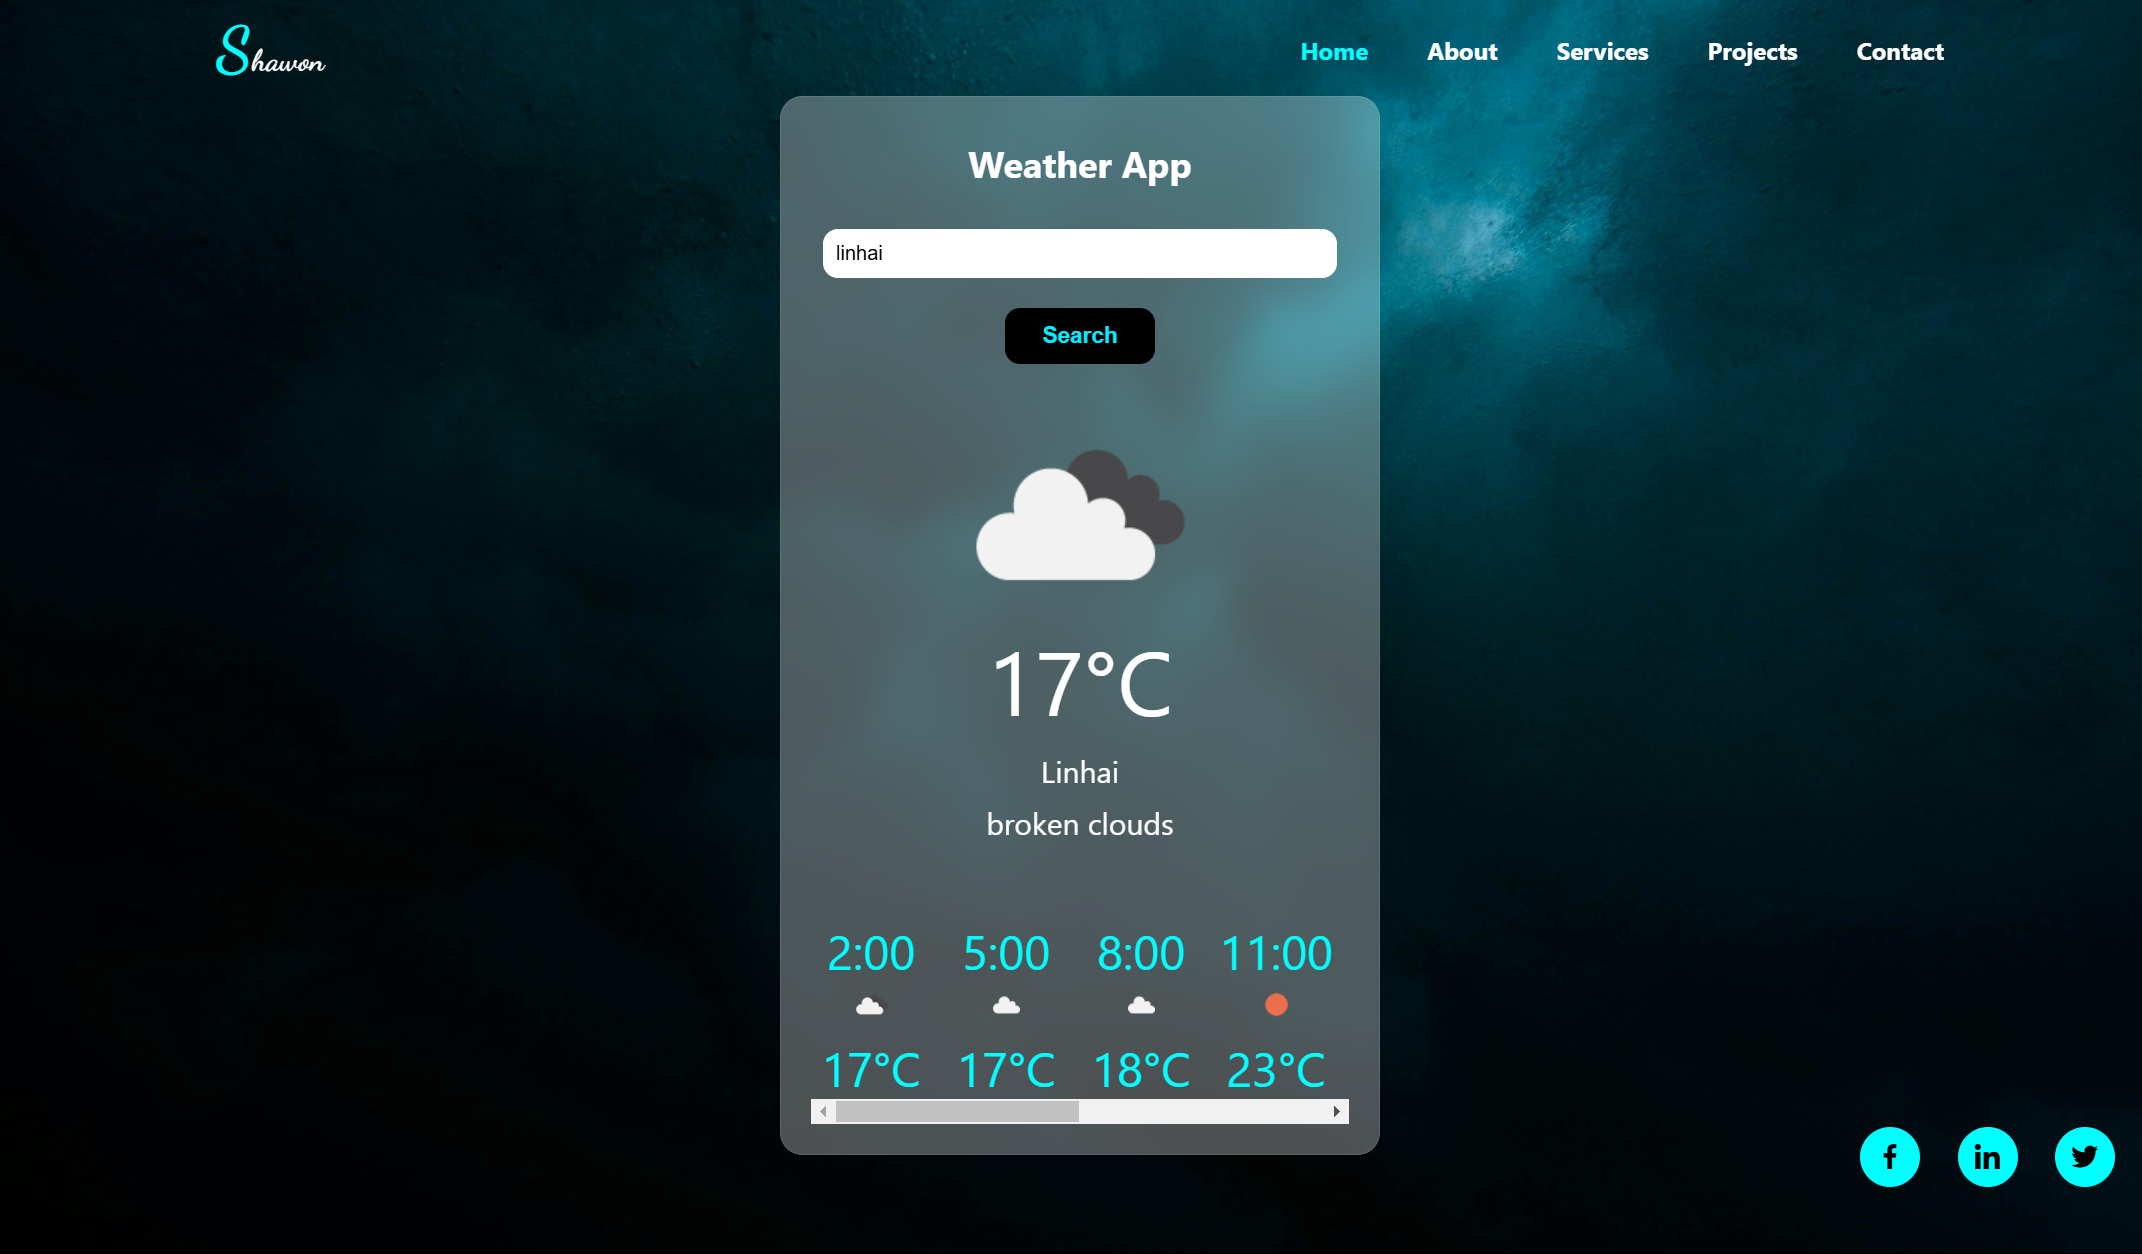 Shawon
Home About Services Projects Contact
Weather App
linhai
Search
17°C
Linhai
broken clouds
2:00 5:00 8:00 11:00
17°C 17°C 18°C 23°C